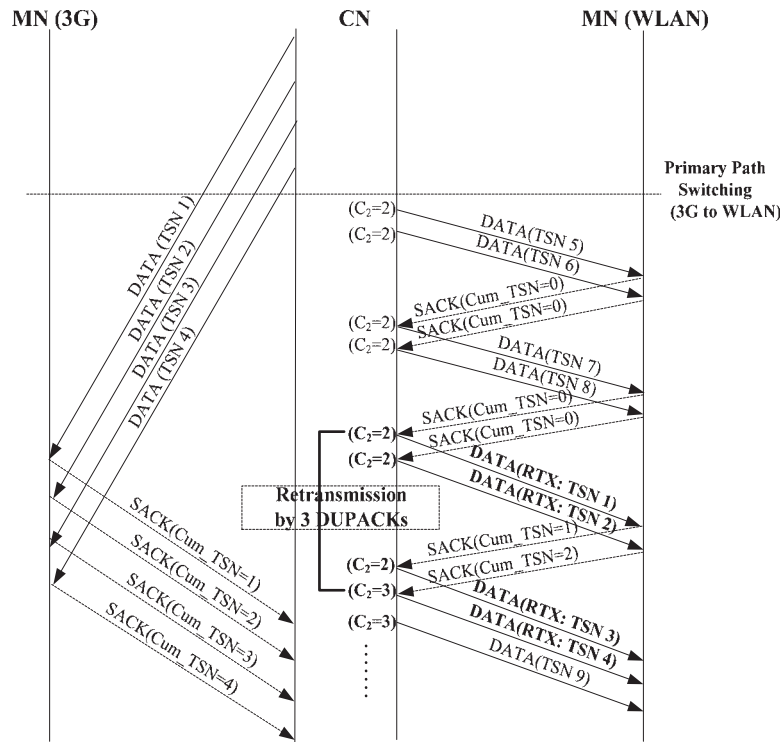 MN (3G)
CN
MN (WLAN)
Primary Path
Switching
(3G to WLAN)
DATA (TSN 1)
DATA (TSN 2)
DATA (TSN 3)
DATA (TSN 4)
(C2=2)
DATA(TSN 5)
(C2=2)
DATA(TSN 6)
SACK(Cum_TSN=0)
SACK(Cum_TSN=0)
(C2=2)
(C2=2)
DATA(TSN 7)
DATA(TSN 8)
SACK(Cum_TSN=0)
SACK(Cum_TSN=0)
(C2=2)
(C2=2)
DATA(RTX: TSN 1)
DATA(RTX: TSN 2)
Retransmission
by 3 DUPACKs
SACK(Cum_TSN=1)
SACK(Cum_TSN=2)
SACK(Cum_TSN=3)
SACK(Cum_TSN=4)
SACK(Cum_TSN=1)
SACK(Cum_TSN=2)
(C2=2)
(C2=3)
(C2=3)
DATA(RTX: TSN 3)
DATA(RTX: TSN 4)
DATA(TSN 9)